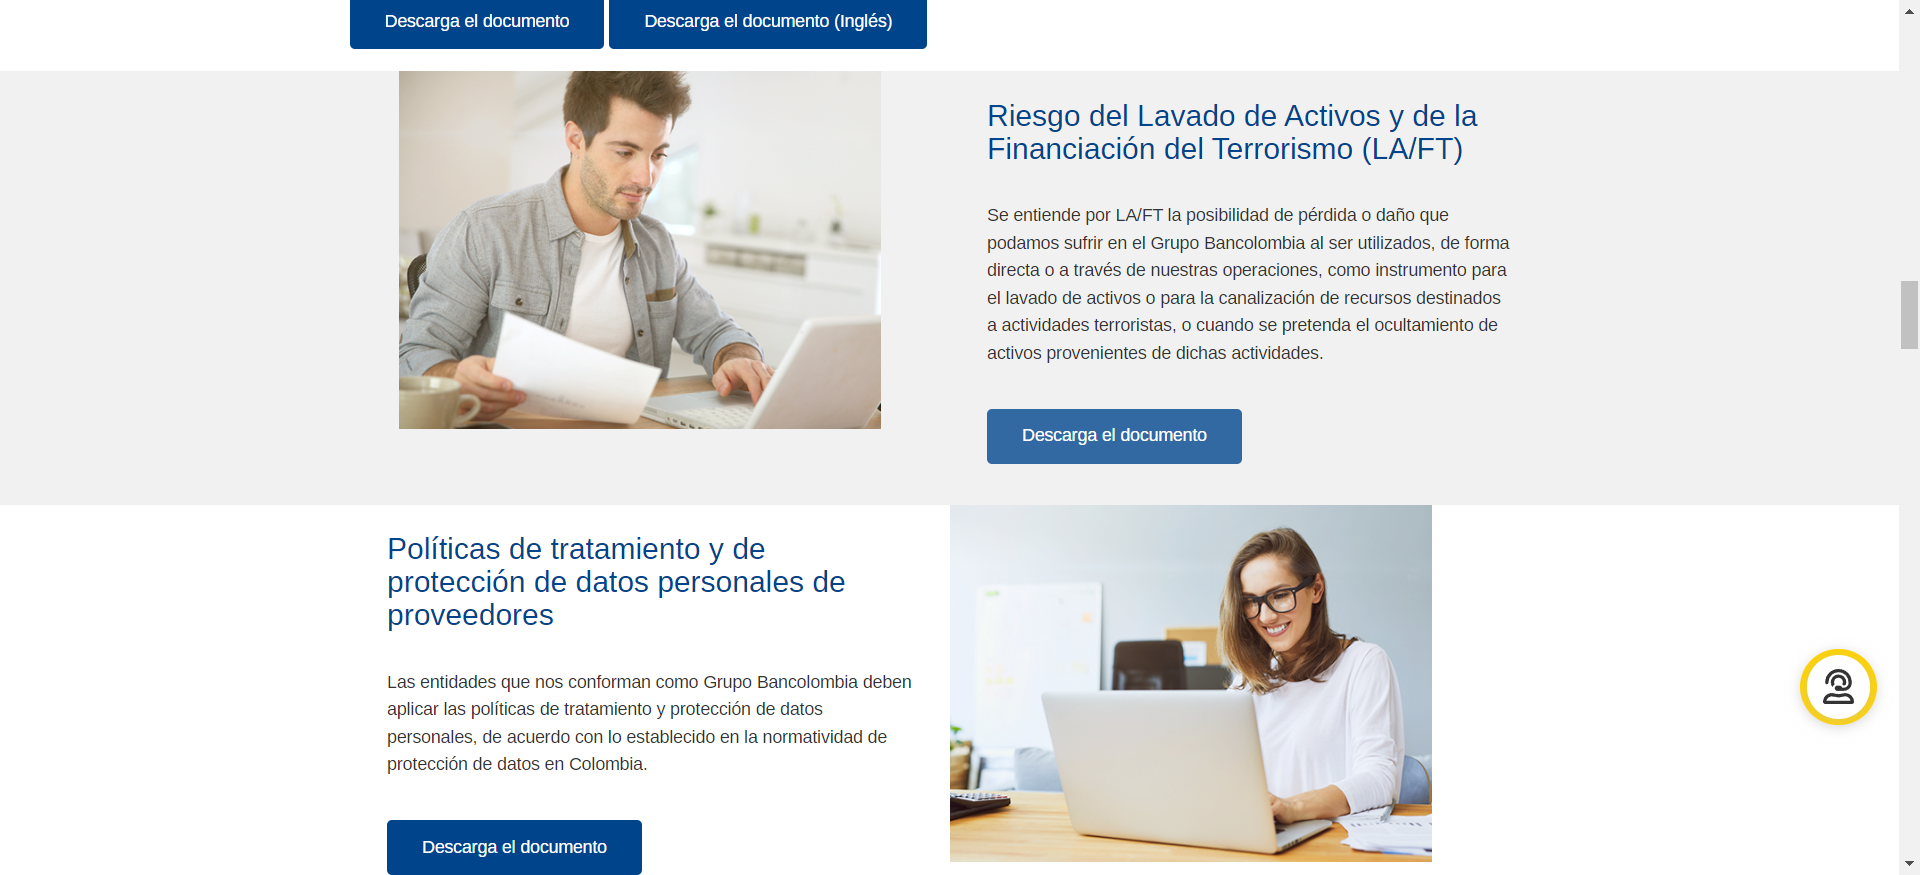 Descarga el documento
Descarga el documento (Inglés)
Riesgo del Lavado de Activos y de la
Financiación del Terrorismo (LA/FT)
Se entiende por LA/FT la posibilidad de pérdida o daño que
podamos sufrir en el Grupo Bancolombia al ser utilizados, de forma
directa o a través de nuestras operaciones, como instrumento para
el lavado de activos o para la canalización de recursos destinados
a actividades terroristas, o cuando se pretenda el ocultamiento de
activos provenientes de dichas actividades.
Descarga el documento
Políticas de tratamiento y de
protección de datos personales de
proveedores
Las entidades que nos conforman como Grupo Bancolombia deben
aplicar las políticas de tratamiento y protección de datos
personales, de acuerdo con lo establecido en la normatividad de
protección de datos en Colombia.
Descarga el documento